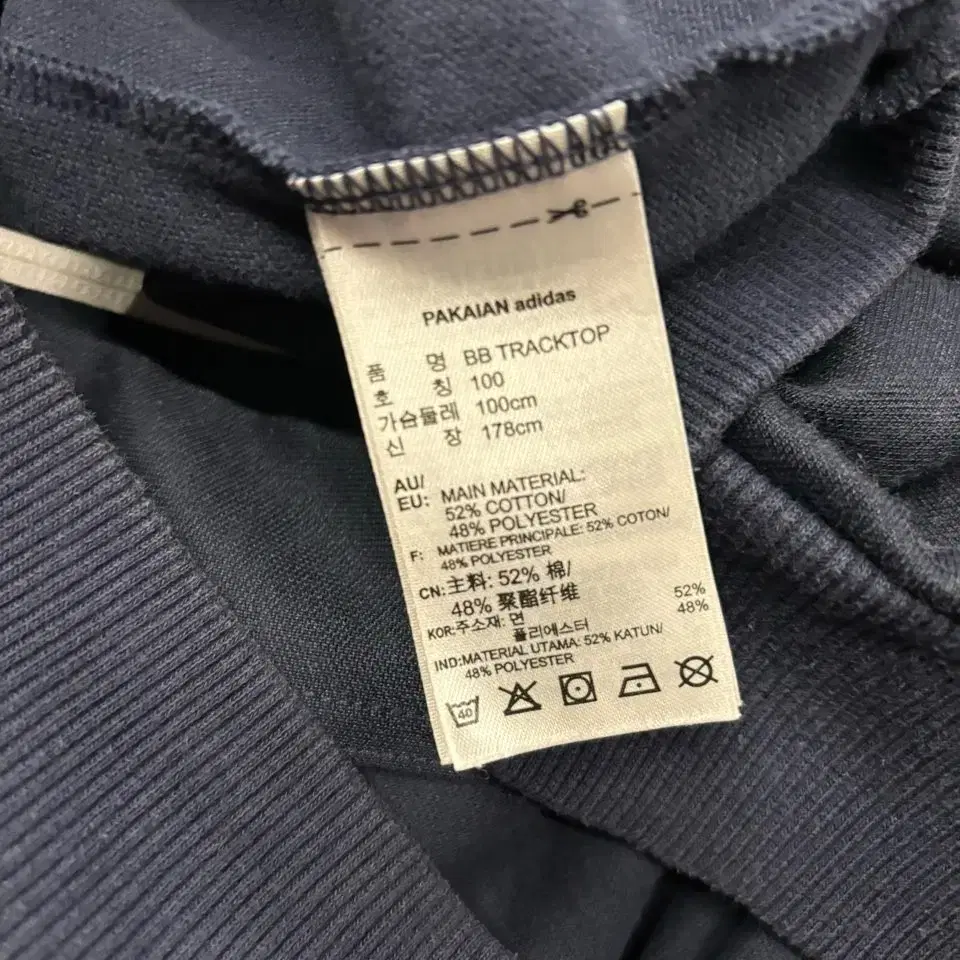 PAKAIAN adidas
품 명 BB TRACKTOP
호 칭 100
가슴둘레 100cm
신 장 178cm
AU/
EU: MAIN MATERIAL:
52% COTTON/
48% POLYESTER
F: MATIERE PRINCIPALE: 52% COTON/
48% POLYESTER
CN: 主料: 52% 棉/
48% 聚酯纤维
KOR: 주소재: 면 52%
폴리에스터 48%
IND: MATERIAL UTAMA: 52% KATUN/
48% POLYESTER
40